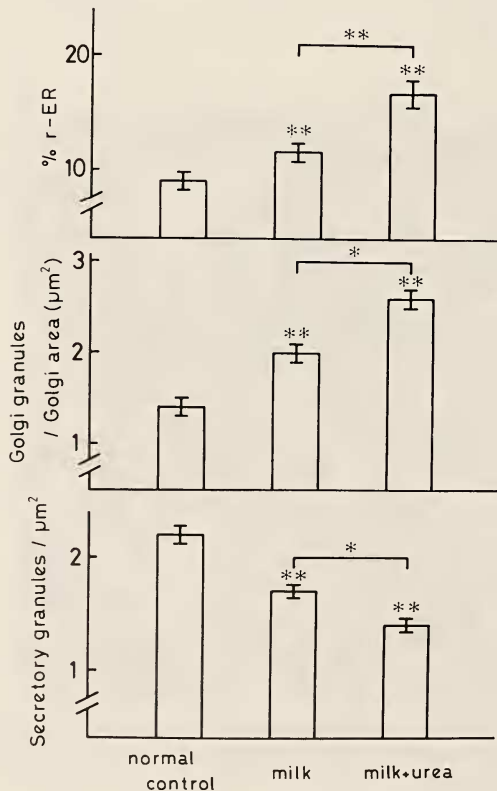 % r-ER
20
10
**
**
**
Golgi granules
/ Golgi area (µm²)
3
2
1
*
**
**
Secretory granules / µm²
2
1
*
**
**
normal
control
milk
milk+urea